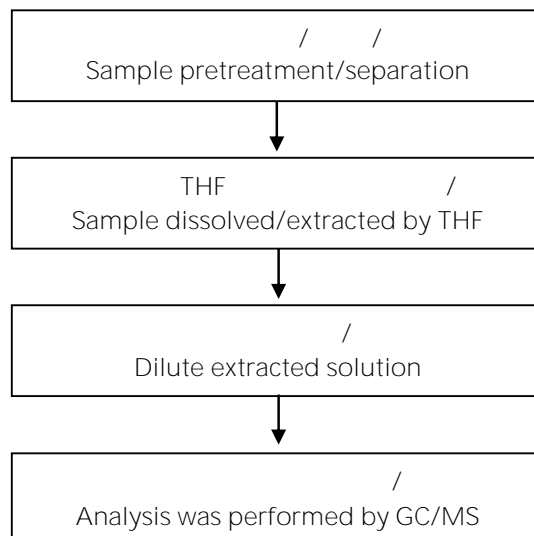 / /
Sample pretreatment/separation
THF /
Sample dissolved/extracted by THF
/
Dilute extracted solution
/
Analysis was performed by GC/MS